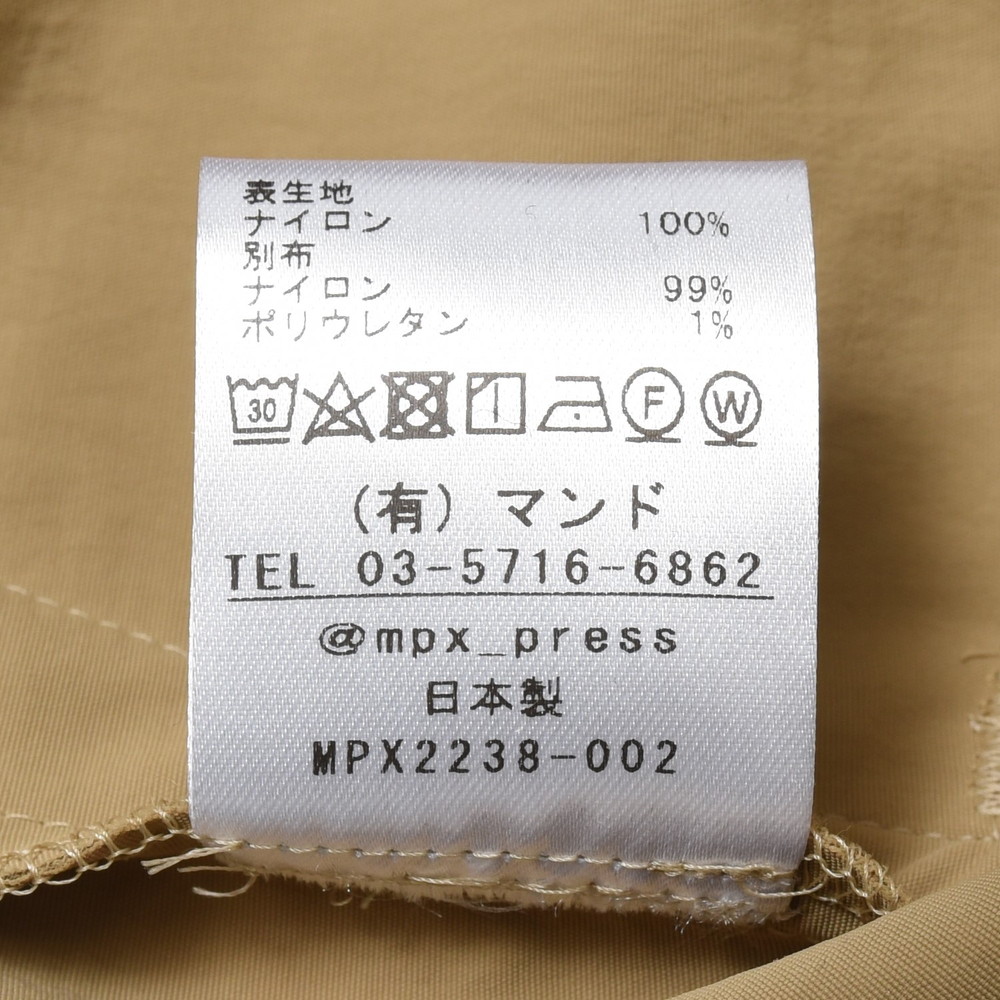 表生地
ナイロン 100%
別布
ナイロン 99%
ポリウレタン 1%
30 F W
(有) マンド
TEL 03-5716-6862
@mpx_press
日本製
MPX2238-002